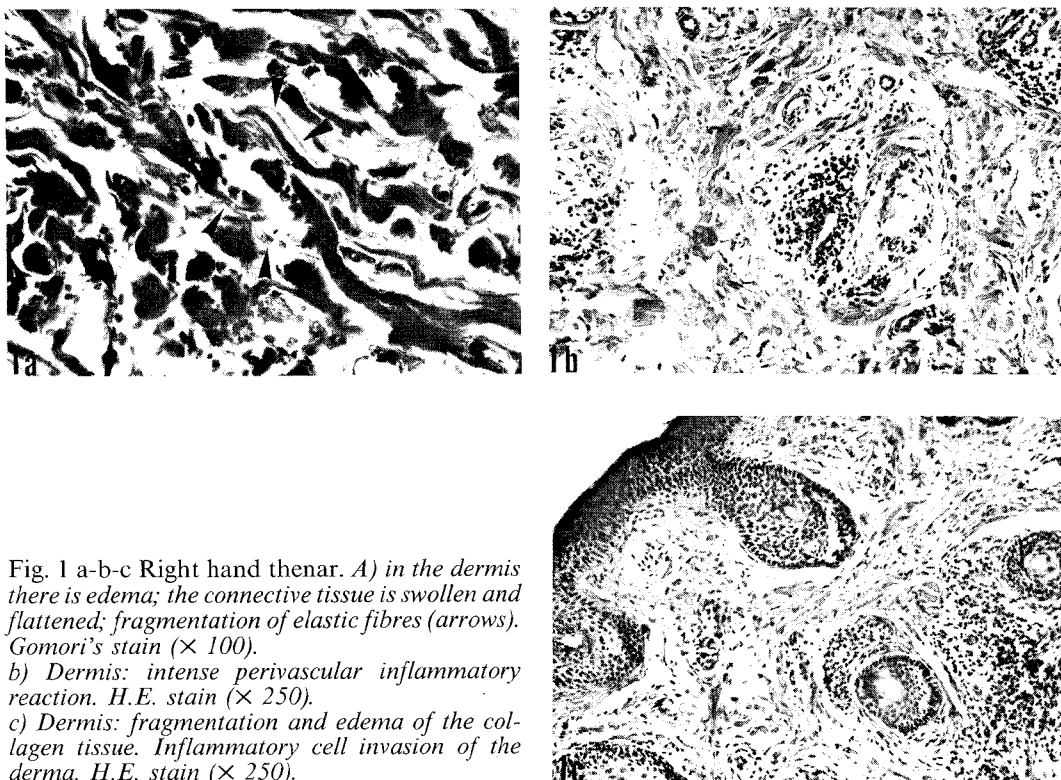 1a
1b
Fig. 1 a-b-c Right hand thenar. A) in the dermis
there is edema; the connective tissue is swollen and
flattened; fragmentation of elastic fibres (arrows).
Gomori's stain (× 100).
b) Dermis: intense perivascular inflammatory
reaction. H.E. stain (× 250).
c) Dermis: fragmentation and edema of the col-
lagen tissue. Inflammatory cell invasion of the
derma. H.E. stain (× 250).